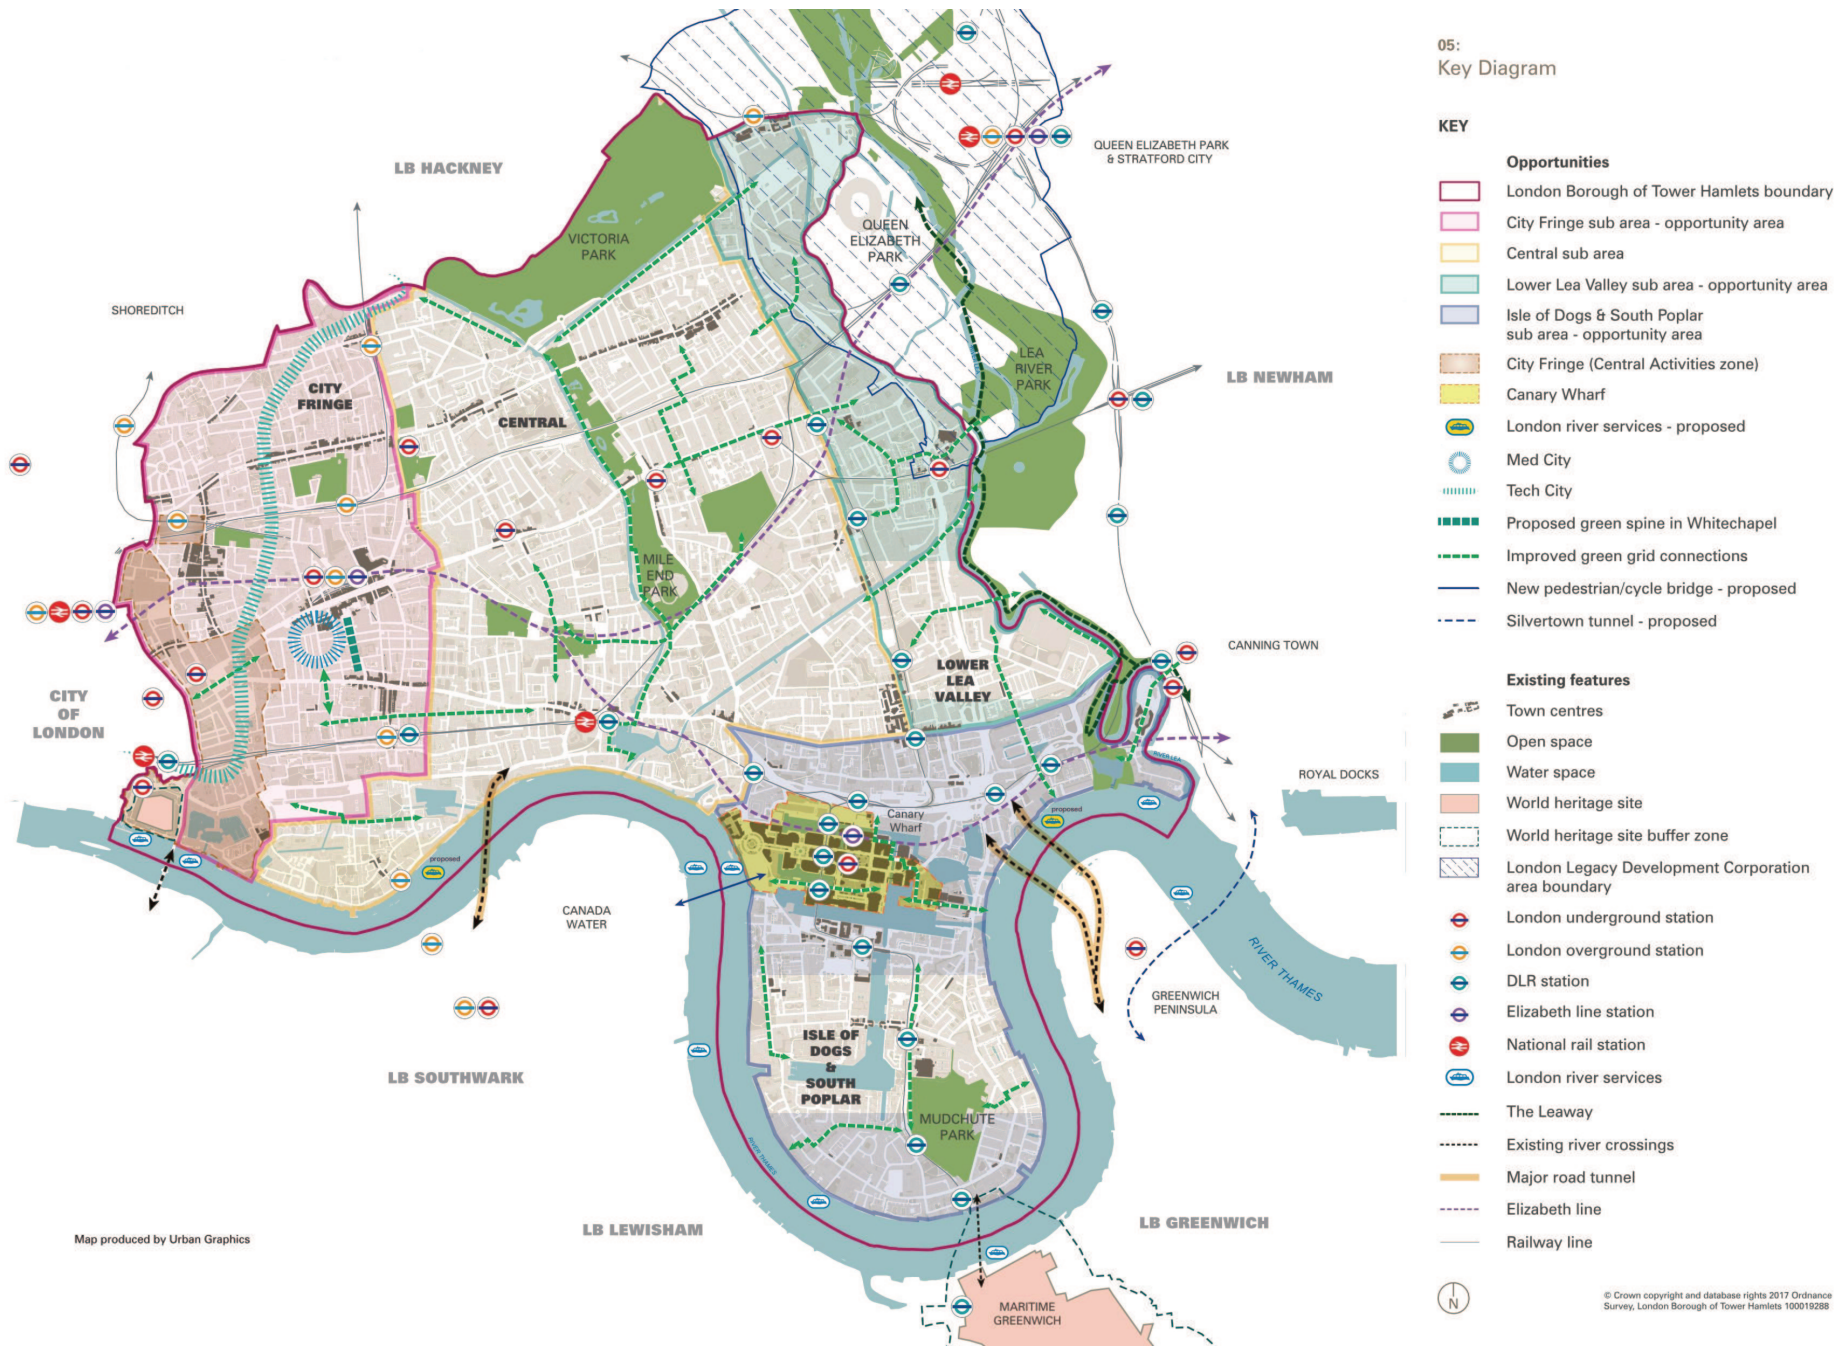 05:
Key Diagram
KEY
Opportunities
London Borough of Tower Hamlets boundary
City Fringe sub area - opportunity area
Central sub area
Lower Lea Valley sub area - opportunity area
Isle of Dogs & South Poplar
sub area - opportunity area
City Fringe (Central Activities zone)
Canary Wharf
London river services - proposed
Med City
Tech City
Proposed green spine in Whitechapel
Improved green grid connections
New pedestrian/cycle bridge - proposed
Silvertown tunnel - proposed
Existing features
Town centres
Open space
Water space
World heritage site
World heritage site buffer zone
London Legacy Development Corporation
area boundary
London underground station
London overground station
DLR station
Elizabeth line station
National rail station
London river services
The Leaway
Existing river crossings
Major road tunnel
Elizabeth line
Railway line
N
© Crown copyright and database rights 2017 Ordnance
Survey, London Borough of Tower Hamlets 100019288
LB HACKNEY
QUEEN ELIZABETH PARK
& STRATFORD CITY
VICTORIA
PARK
QUEEN
ELIZABETH
PARK
SHOREDITCH
LEA
RIVER
PARK
LB NEWHAM
CITY
FRINGE
CENTRAL
MILE
END
PARK
CANNING TOWN
LOWER
LEA
VALLEY
CITY
OF
LONDON
RIVER LEA
ROYAL DOCKS
proposed
Canary
Wharf
proposed
CANADA
WATER
RIVER THAMES
GREENWICH
PENINSULA
ISLE OF
DOGS
&
SOUTH
POPLAR
LB SOUTHWARK
MUDCHUTE
PARK
RIVER THAMES
LB LEWISHAM
LB GREENWICH
Map produced by Urban Graphics
MARITIME
GREENWICH